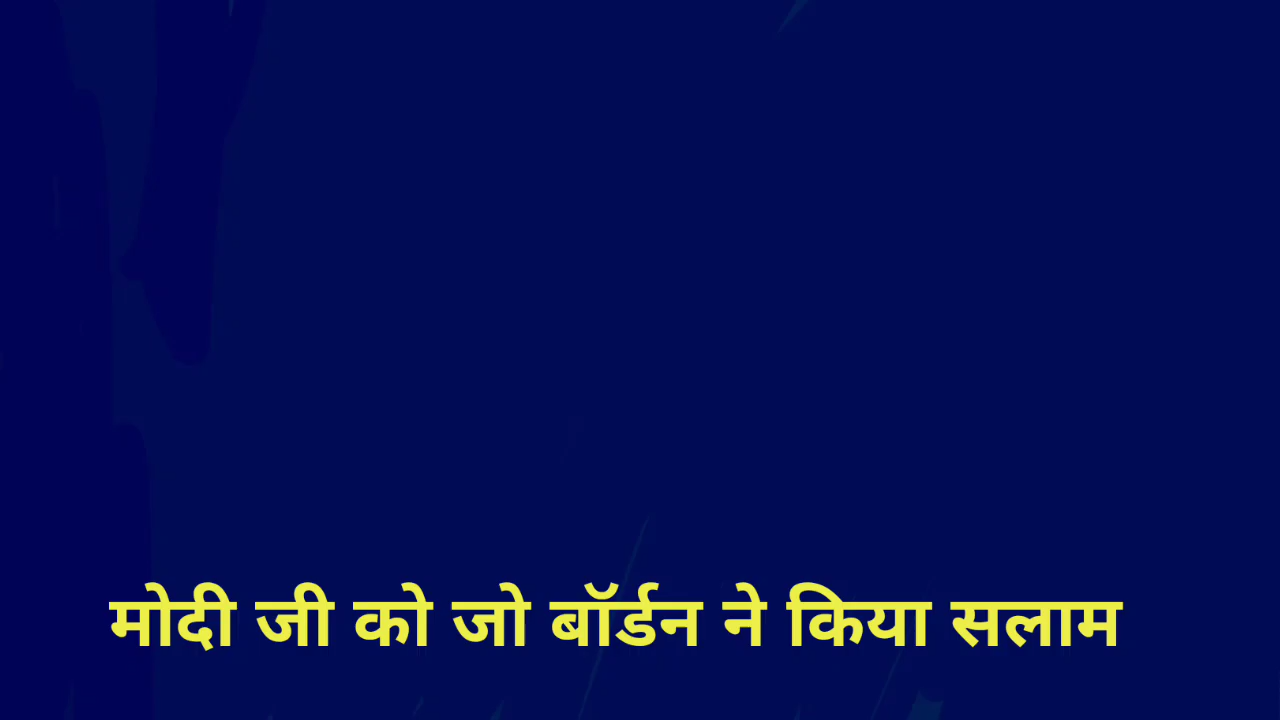 मोदी जी को जो बॉर्डन ने किया सलाम